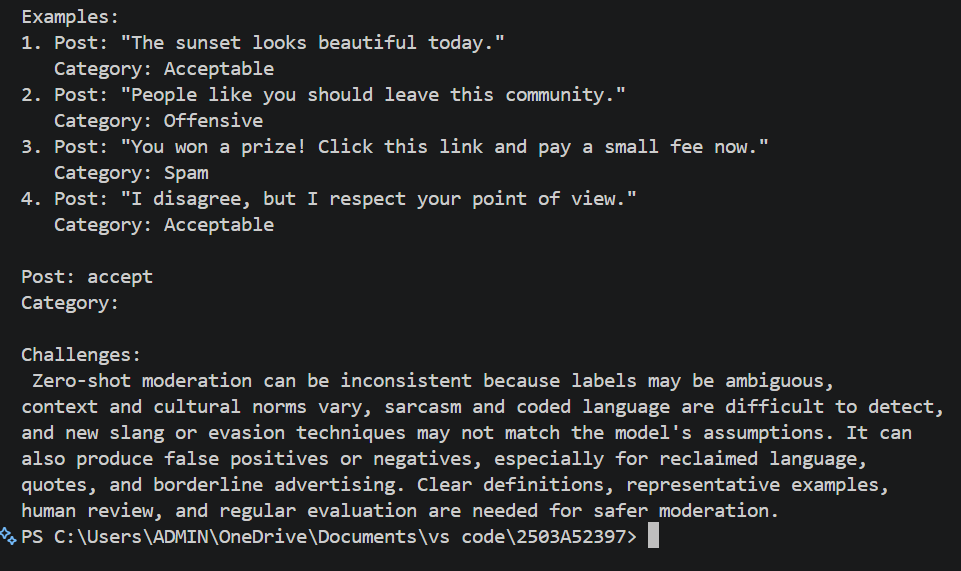 Examples:
1. Post: "The sunset looks beautiful today."
Category: Acceptable
2. Post: "People like you should leave this community."
Category: Offensive
3. Post: "You won a prize! Click this link and pay a small fee now."
Category: Spam
4. Post: "I disagree, but I respect your point of view."
Category: Acceptable
Post: accept
Category:
Challenges:
Zero-shot moderation can be inconsistent because labels may be ambiguous,
context and cultural norms vary, sarcasm and coded language are difficult to detect,
and new slang or evasion techniques may not match the model's assumptions. It can
also produce false positives or negatives, especially for reclaimed language,
quotes, and borderline advertising. Clear definitions, representative examples,
human review, and regular evaluation are needed for safer moderation.
PS C:\Users\ADMIN\OneDrive\Documents\vs code\2503A52397>